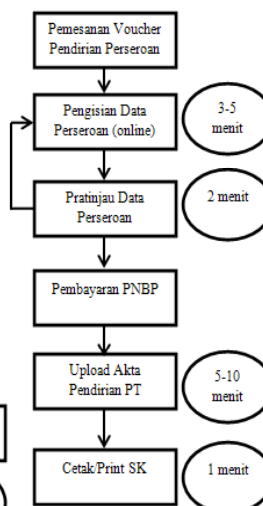 Pemesanan Voucher
Pendirian Perseroan
Pengisian Data
Perseroan (online)
3-5
menit
Pratinjau Data
Perseroan
2 menit
Pembayaran PNBP
Upload Akta
Pendirian PT
5-10
menit
Cetak/Print SK
1 menit